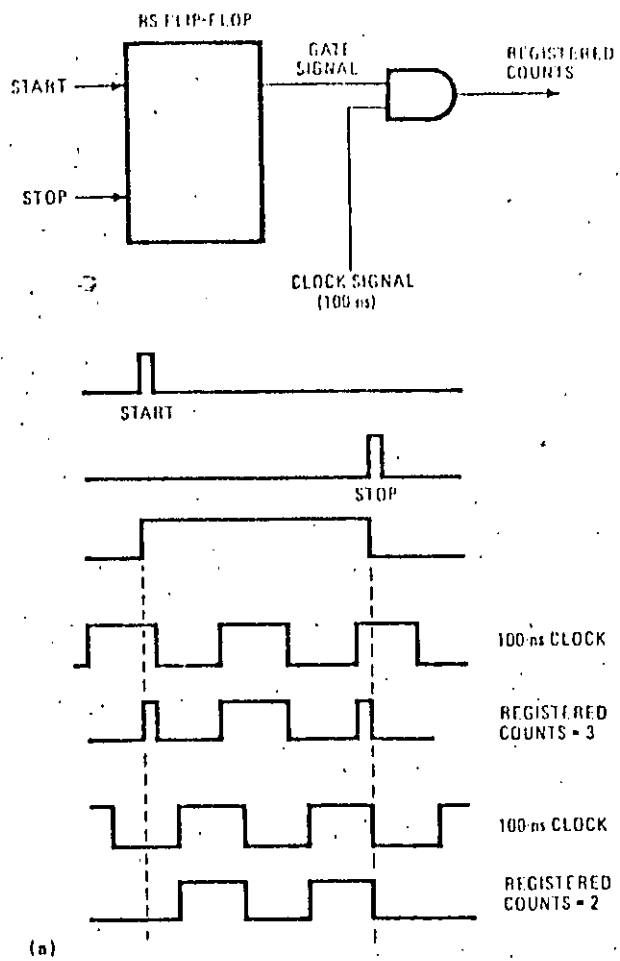 RS FLIP-FLOP
GATE
SIGNAL
REGISTERED
COUNTS
START
STOP
CLOCK SIGNAL
(100 ns)
START
STOP
100-ns CLOCK
REGISTERED
COUNTS = 3
100-ns CLOCK
REGISTERED
COUNTS = 2
(a)